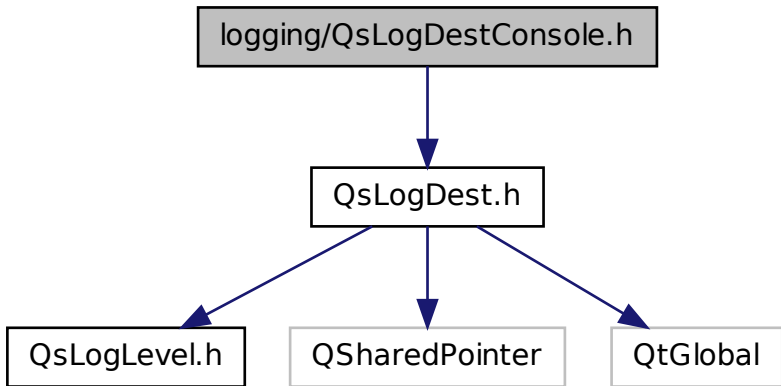 logging/QsLogDestConsole.h
QsLogDest.h
QsLogLevel.h
QSharedPointer
QtGlobal